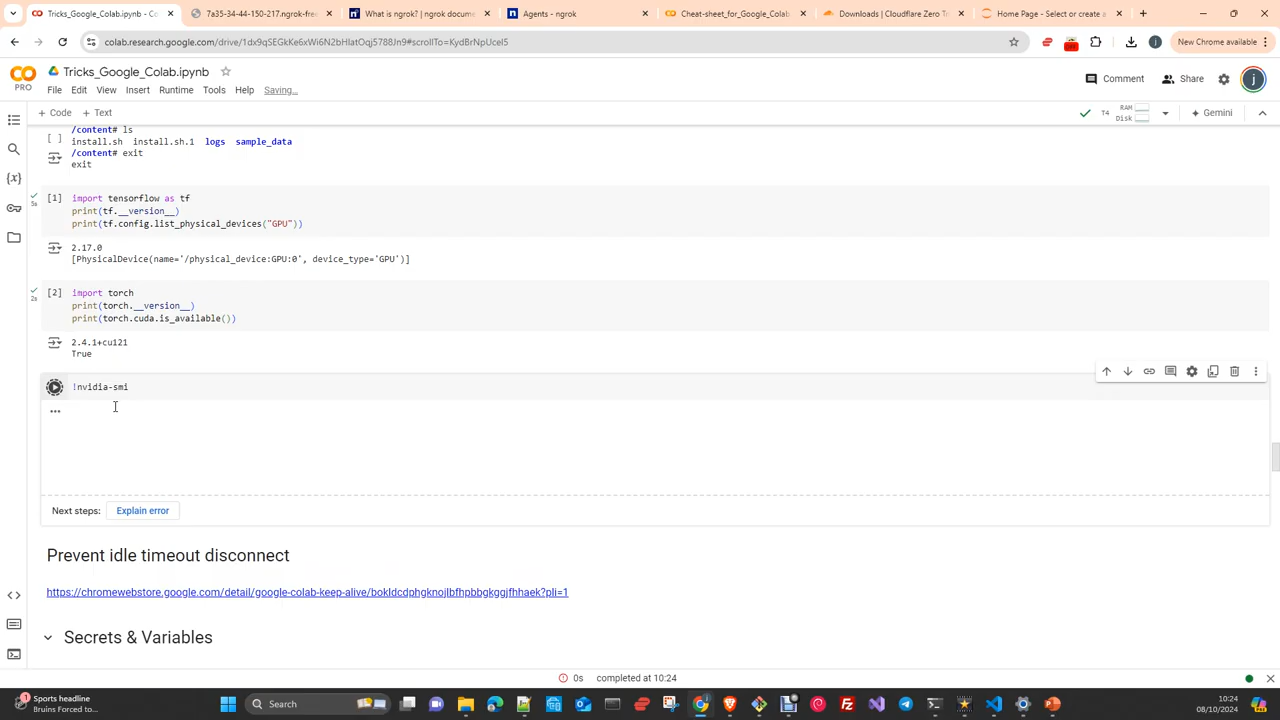 Tricks_Google_Colab.ipynb - Co
7a35-34-44-150-217.ngrok-free
What is ngrok? | ngrok docume
Agents - ngrok
Cheat-sheet_for_Google_Colab
Downloads | Cloudflare Zero T
Home Page - Select or create a
colab.research.google.com/drive/1dx9qSEGkKe6xWi6N2bHlatOqj5788Jn9#scrollTo=KydBrNpUceI5
OFF
New Chrome available
PRO
Tricks_Google_Colab.ipynb
File Edit View Insert Runtime Tools Help Saving...
Comment
Share
j
+ Code + Text
T4
RAM
Disk
Gemini
/content# ls
[ ]
install.sh install.sh.1 logs sample_data
/content# exit
exit
5s
[1] import tensorflow as tf
print(tf.__version__)
print(tf.config.list_physical_devices("GPU"))
2.17.0
[PhysicalDevice(name='/physical_device:GPU:0', device_type='GPU')]
2s
[2] import torch
print(torch.__version__)
print(torch.cuda.is_available())
2.4.1+cu121
True
!nvidia-smi
...
Next steps: Explain error
Prevent idle timeout disconnect
https://chromewebstore.google.com/detail/google-colab-keep-alive/bokldcdphgknojlbfhpbbgkggjfhhaek?pli=1
Secrets & Variables
0s completed at 10:24
1
Sports headline
Bruins Forced to...
Search
10:24
08/10/2024